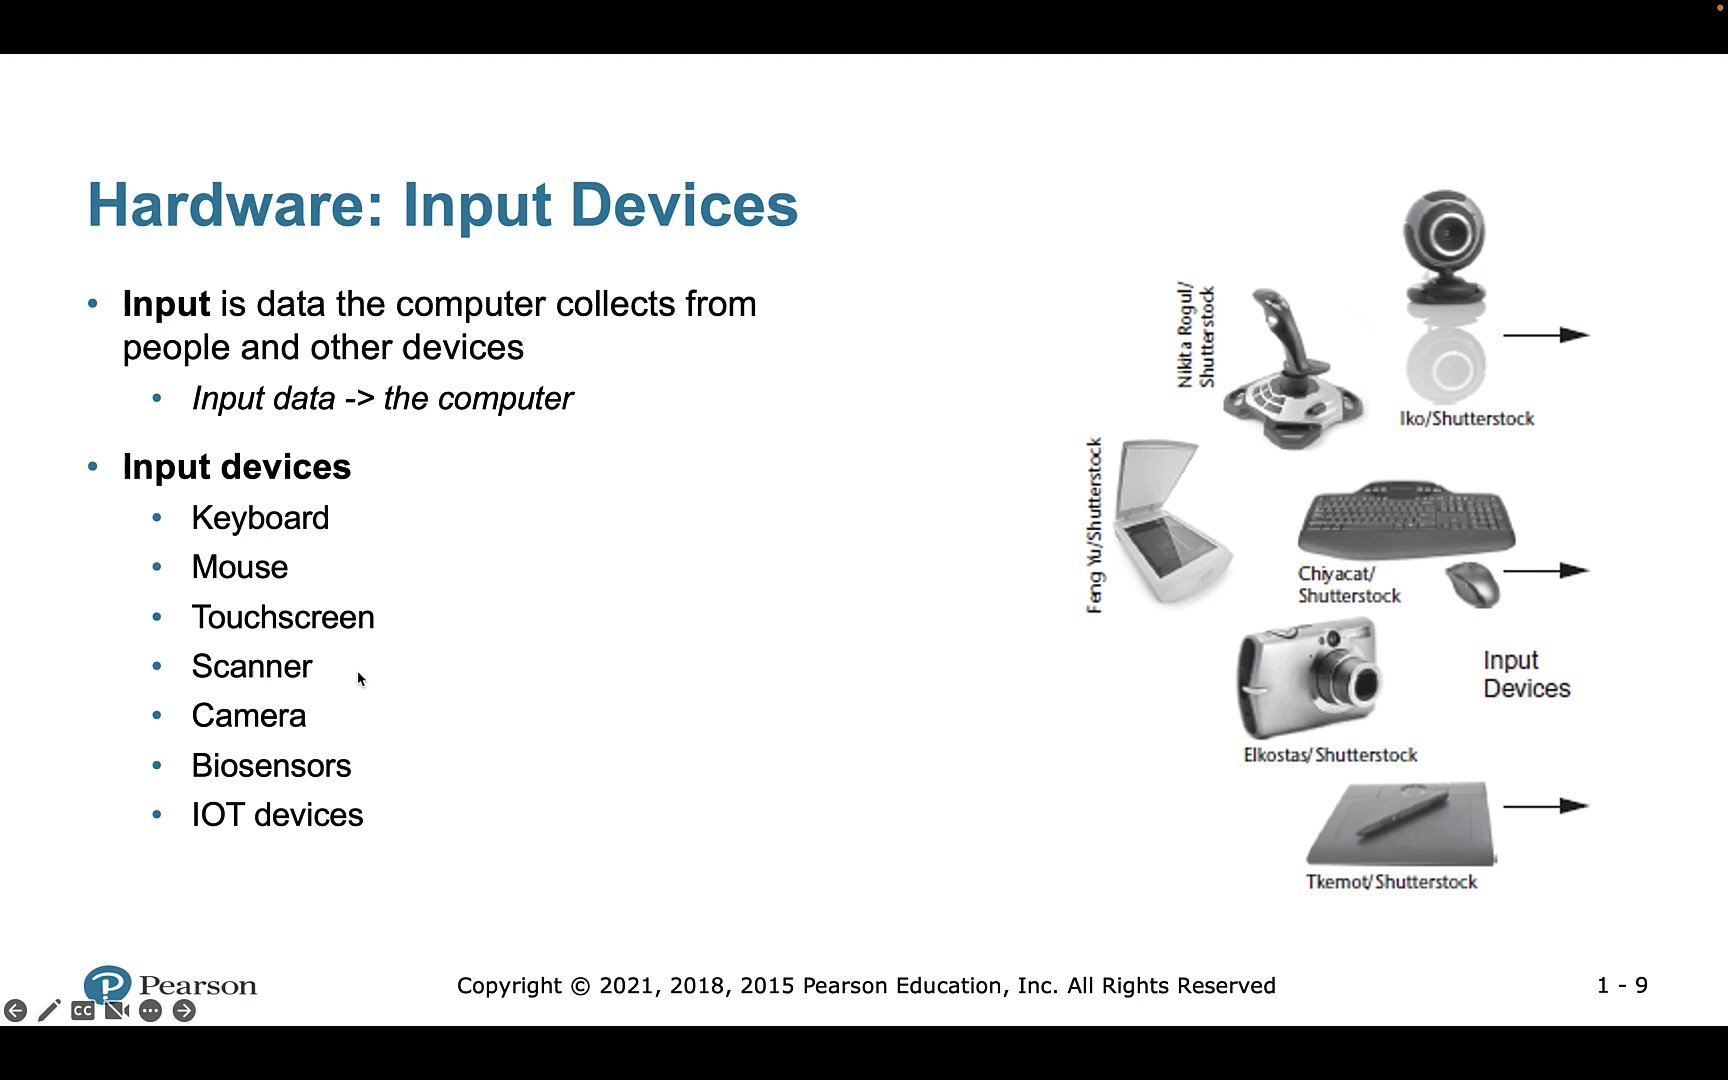 Hardware: Input Devices
• Input is data the computer collects from
people and other devices
• Input data -> the computer
• Input devices
• Keyboard
• Mouse
• Touchscreen
• Scanner
• Camera
• Biosensors
• IOT devices
Nikita Rogul/
Shutterstock
Iko/Shutterstock
Feng Yu/Shutterstock
Chiyacat/
Shutterstock
Input
Devices
Elkostas/Shutterstock
Tkemot/Shutterstock
Pearson
Copyright © 2021, 2018, 2015 Pearson Education, Inc. All Rights Reserved
1 - 9
CC